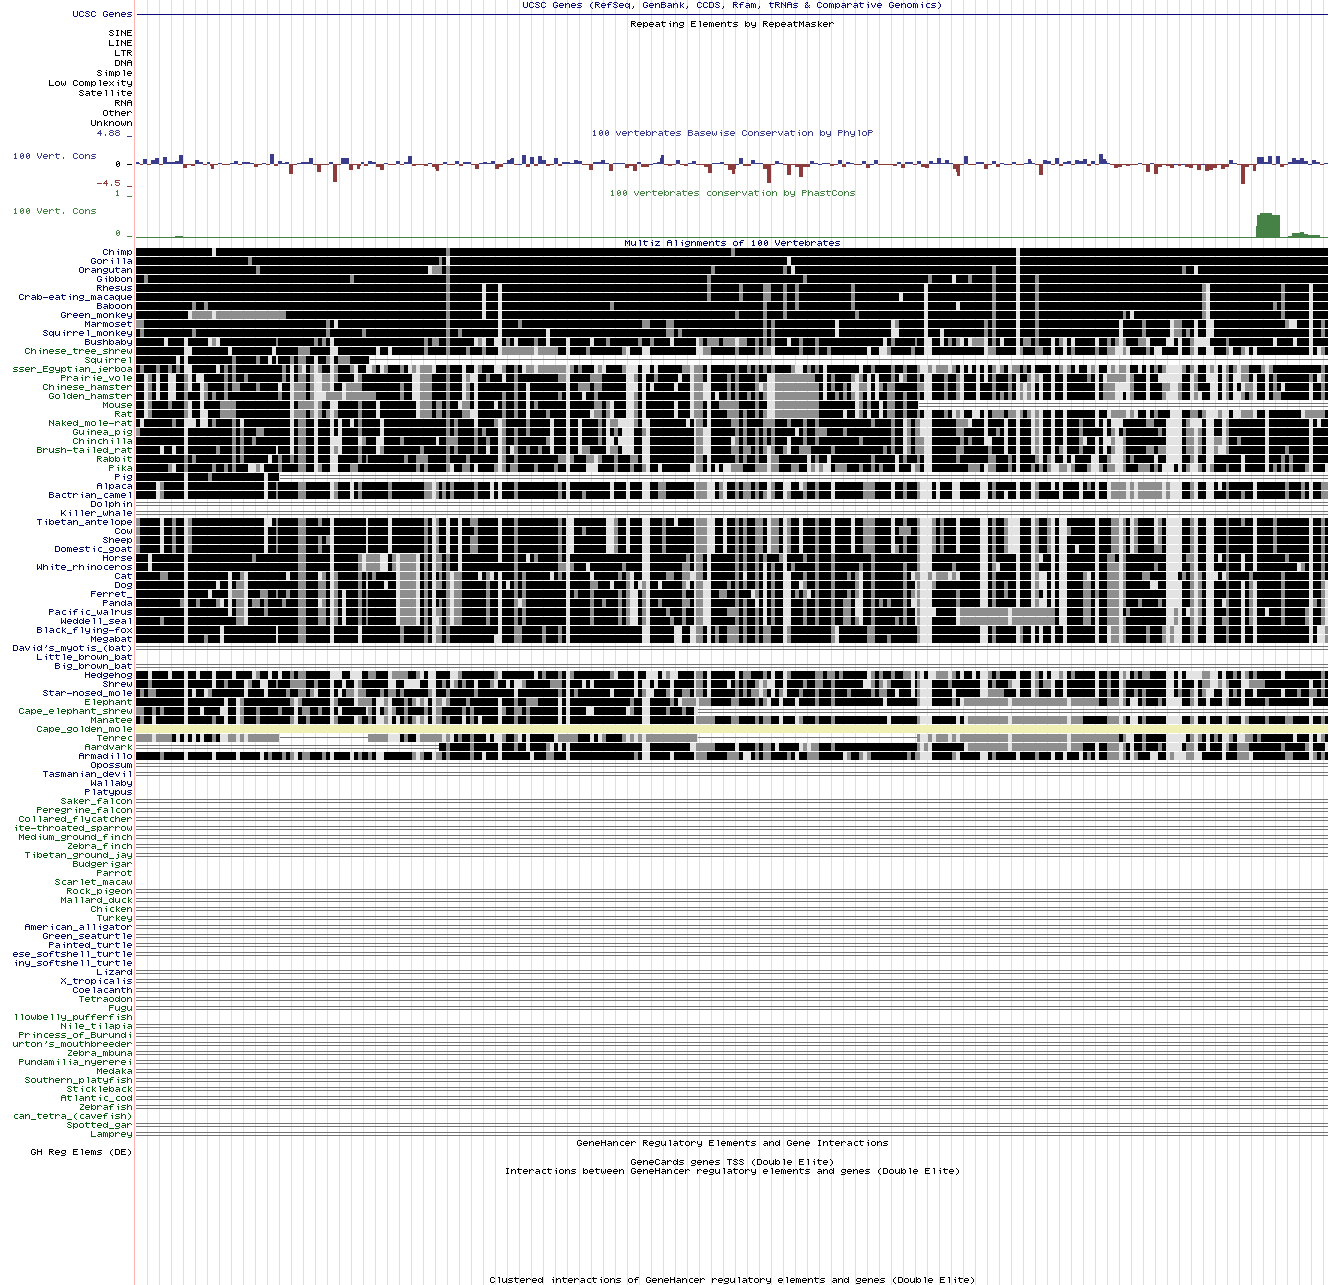 UCSC Genes (RefSeq, GenBank, CCDS, Rfam, tRNAs & Comparative Genomics)
UCSC Genes
Repeating Elements by RepeatMasker
SINE
LINE
LTR
DNA
Simple
Low Complexity
Satellite
RNA
Other
Unknown
4.88 _
100 vertebrates Basewise Conservation by PhyloP
100 Vert. Cons
0 _
-4.5 _
100 vertebrates conservation by PhastCons
1 _
100 Vert. Cons
0 _
Multiz Alignments of 100 Vertebrates
Chimp
Gorilla
Orangutan
Gibbon
Rhesus
Crab-eating_macaque
Baboon
Green_monkey
Marmoset
Squirrel_monkey
Bushbaby
Chinese_tree_shrew
Squirrel
sser_Egyptian_jerboa
Prairie_vole
Chinese_hamster
Golden_hamster
Mouse
Rat
Naked_mole-rat
Guinea_pig
Chinchilla
Brush-tailed_rat
Rabbit
Pika
Pig
Alpaca
Bactrian_camel
Dolphin
Killer_whale
Tibetan_antelope
Cow
Sheep
Domestic_goat
Horse
White_rhinoceros
Cat
Dog
Ferret_
Panda
Pacific_walrus
Weddell_seal
Black_flying-fox
Megabat
David's_myotis_(bat)
Little_brown_bat
Big_brown_bat
Hedgehog
Shrew
Star-nosed_mole
Elephant
Cape_elephant_shrew
Manatee
Cape_golden_mole
Tenrec
Aardvark
Armadillo
Opossum
Tasmanian_devil
Wallaby
Platypus
Saker_falcon
Peregrine_falcon
Collared_flycatcher
ite-throated_sparrow
Medium_ground_finch
Zebra_finch
Tibetan_ground_jay
Budgerigar
Parrot
Scarlet_macaw
Rock_pigeon
Mallard_duck
Chicken
Turkey
American_alligator
Green_seaturtle
Painted_turtle
ese_softshell_turtle
iny_softshell_turtle
Lizard
X_tropicalis
Coelacanth
Tetraodon
Fugu
llowbelly_pufferfish
Nile_tilapia
Princess_of_Burundi
urton's_mouthbreeder
Zebra_mbuna
Pundamilia_nyererei
Medaka
Southern_platyfish
Stickleback
Atlantic_cod
Zebrafish
can_tetra_(cavefish)
Spotted_gar
Lamprey
GeneHancer Regulatory Elements and Gene Interactions
GH Reg Elems (DE)
GeneCards genes TSS (Double Elite)
Interactions between GeneHancer regulatory elements and genes (Double Elite)
Clustered interactions of GeneHancer regulatory elements and genes (Double Elite)